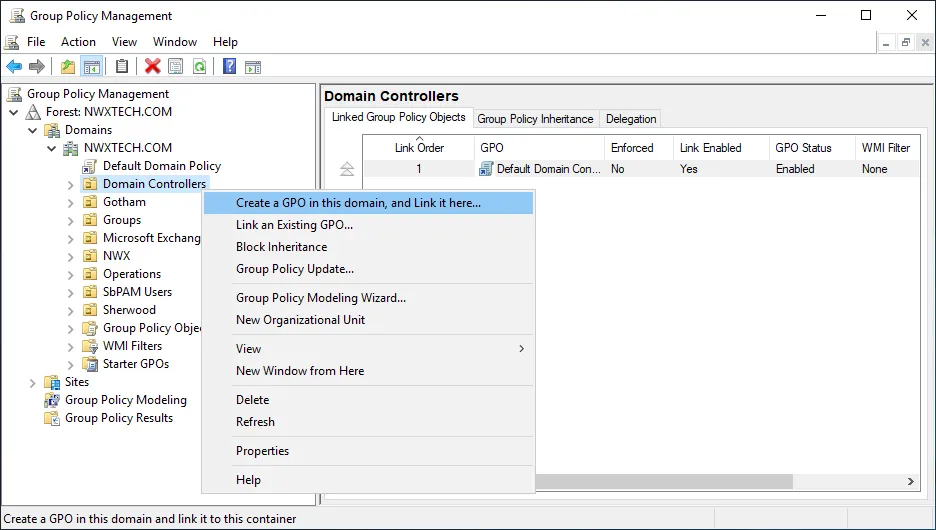 Group Policy Management
File Action View Window Help
Group Policy Management
Forest: NWXTECH.COM
Domains
NWXTECH.COM
Default Domain Policy
Domain Controllers
Gotham
Groups
Microsoft Exchang
NWX
Operations
SbPAM Users
Sherwood
Group Policy Obje
WMI Filters
Starter GPOs
Sites
Group Policy Modeling
Group Policy Results
Domain Controllers
Linked Group Policy Objects Group Policy Inheritance Delegation
Link Order GPO Enforced Link Enabled GPO Status WMI Filter
1 Default Domain Con... No Yes Enabled None
Create a GPO in this domain, and Link it here...
Link an Existing GPO...
Block Inheritance
Group Policy Update...
Group Policy Modeling Wizard...
New Organizational Unit
View
New Window from Here
Delete
Refresh
Properties
Help
Create a GPO in this domain and link it to this container